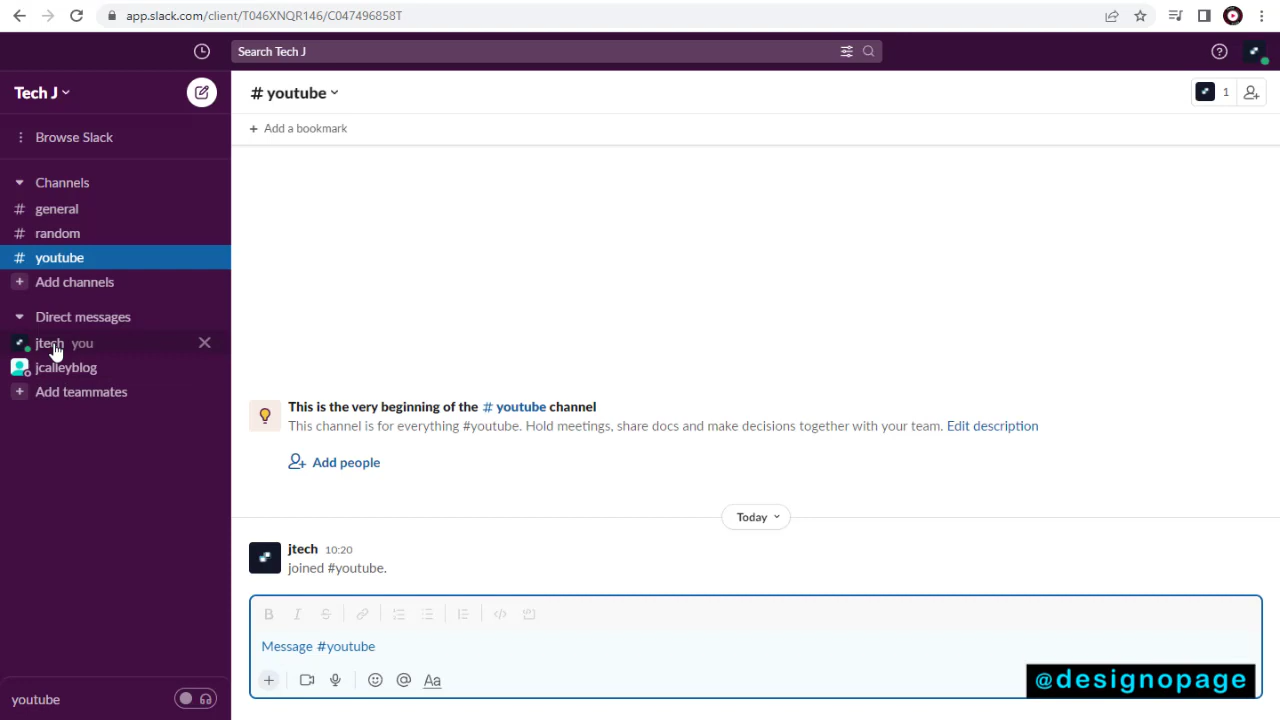 app.slack.com/client/T046XNQR146/C047496858T
Search Tech J
Tech J
# youtube
1
Browse Slack
+ Add a bookmark
Channels
# general
# random
# youtube
+ Add channels
Direct messages
jtech you
jcalleyblog
+ Add teammates
This is the very beginning of the # youtube channel
This channel is for everything #youtube. Hold meetings, share docs and make decisions together with your team. Edit description
Add people
Today
jtech 10:20
joined #youtube.
B I S
Message #youtube
+ @ Aa
youtube
@designopage